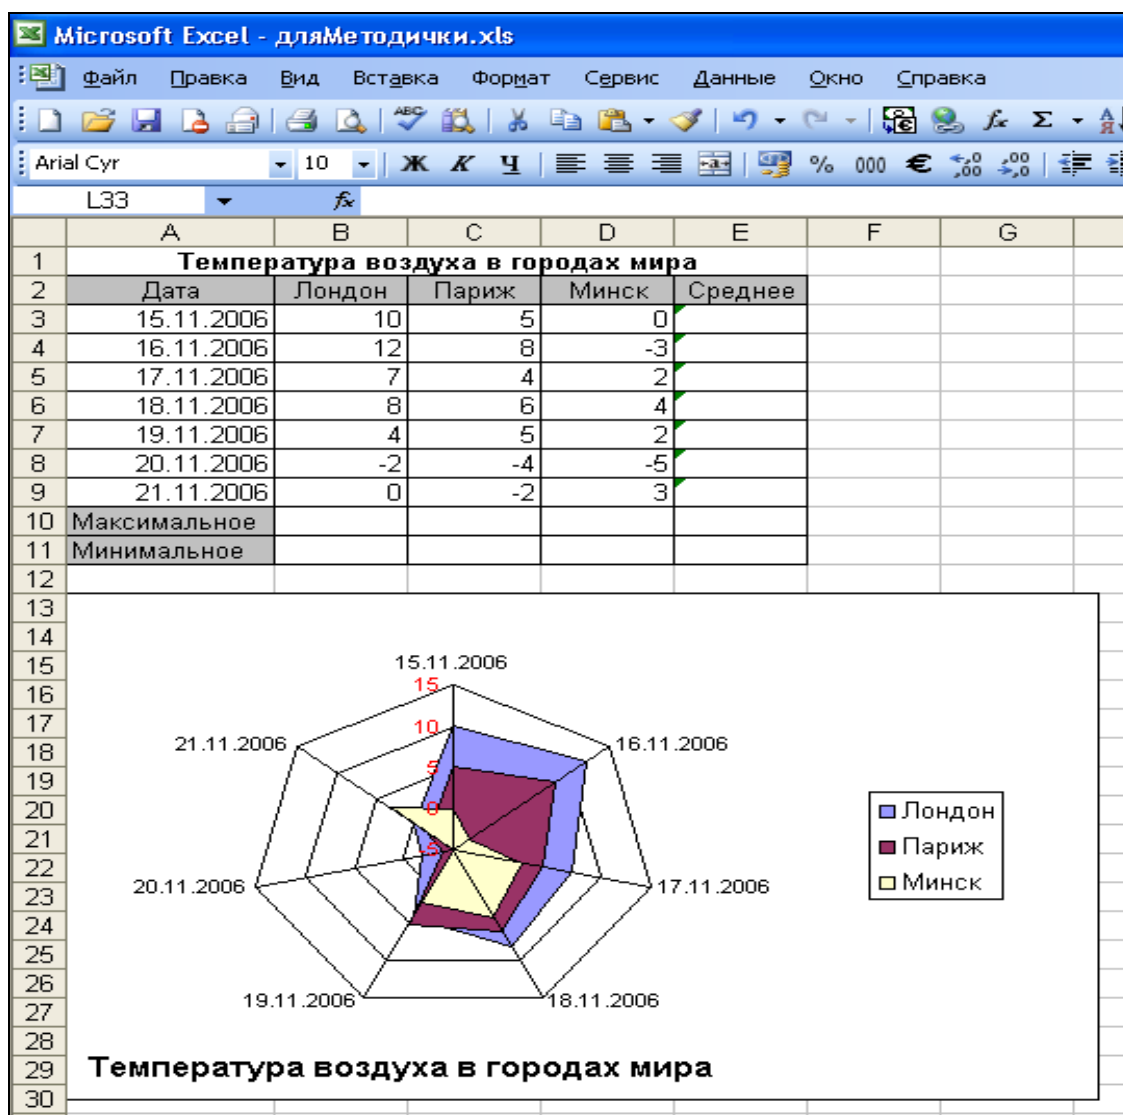 Microsoft Excel - дляМетодички.xls
Файл Правка Вид Вставка Формат Сервис Данные Окно Справка
ABC fx Σ А Я
Arial Cyr 10 Ж К Ч a % 000 € ,0 ,00 ,00 ,0
L33 fx
A B C D E F G
1 Температура воздуха в городах мира
2 Дата Лондон Париж Минск Среднее
3 15.11.2006 10 5 0
4 16.11.2006 12 8 -3
5 17.11.2006 7 4 2
6 18.11.2006 8 6 4
7 19.11.2006 4 5 2
8 20.11.2006 -2 -4 -5
9 21.11.2006 0 -2 3
10 Максимальное
11 Минимальное
12
13
14
15 15.11.2006
16 15
17 10
18 21.11.2006 16.11.2006
19 5
20 0 Лондон
21 -5 Париж
22 20.11.2006 17.11.2006
23 Минск
24
25
26 19.11.2006 18.11.2006
27
28
29 Температура воздуха в городах мира
30